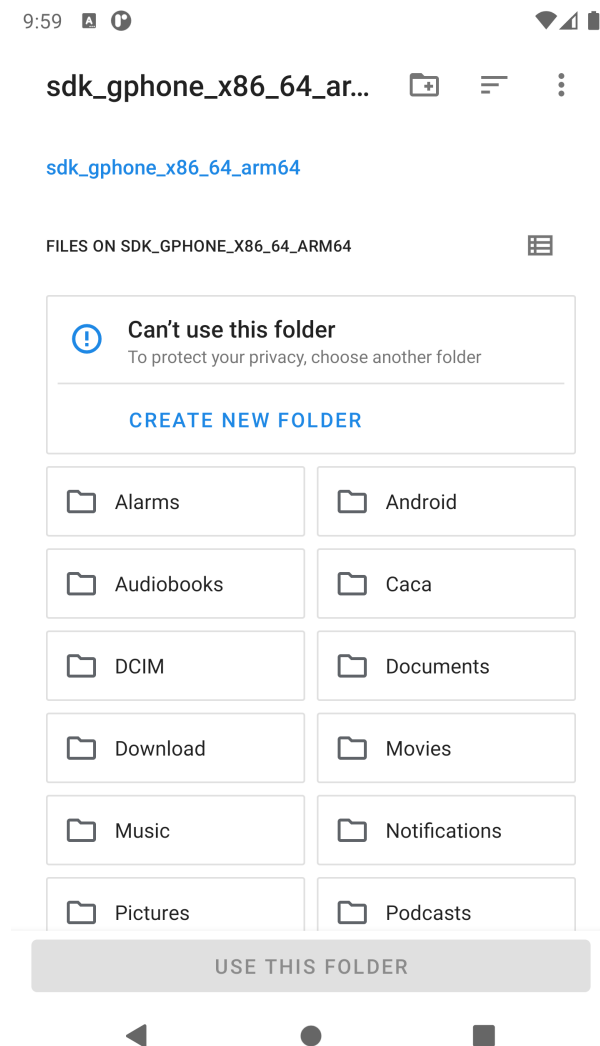 9:59
sdk_gphone_x86_64_ar...
sdk_gphone_x86_64_arm64
FILES ON SDK_GPHONE_X86_64_ARM64
Can't use this folder
To protect your privacy, choose another folder
CREATE NEW FOLDER
Alarms
Android
Audiobooks
Caca
DCIM
Documents
Download
Movies
Music
Notifications
Pictures
Podcasts
USE THIS FOLDER